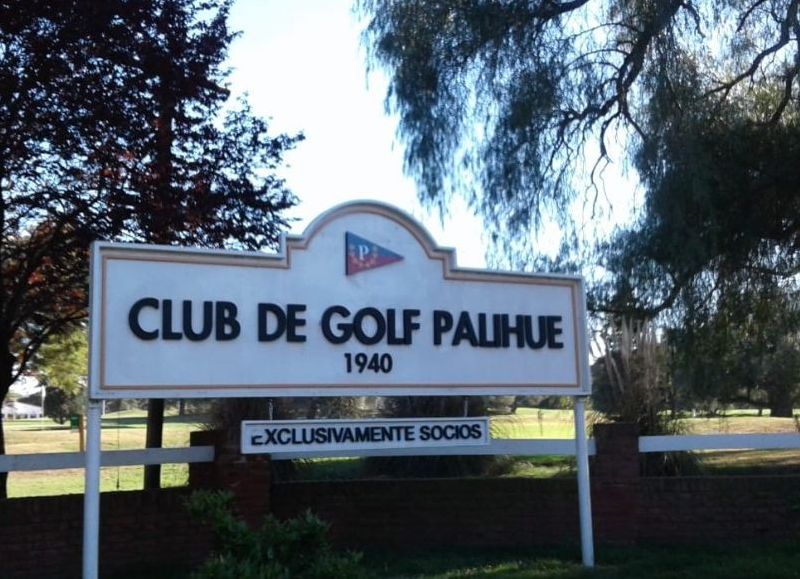 P
CLUB DE GOLF PALIHUE
1940
EXCLUSIVAMENTE SOCIOS